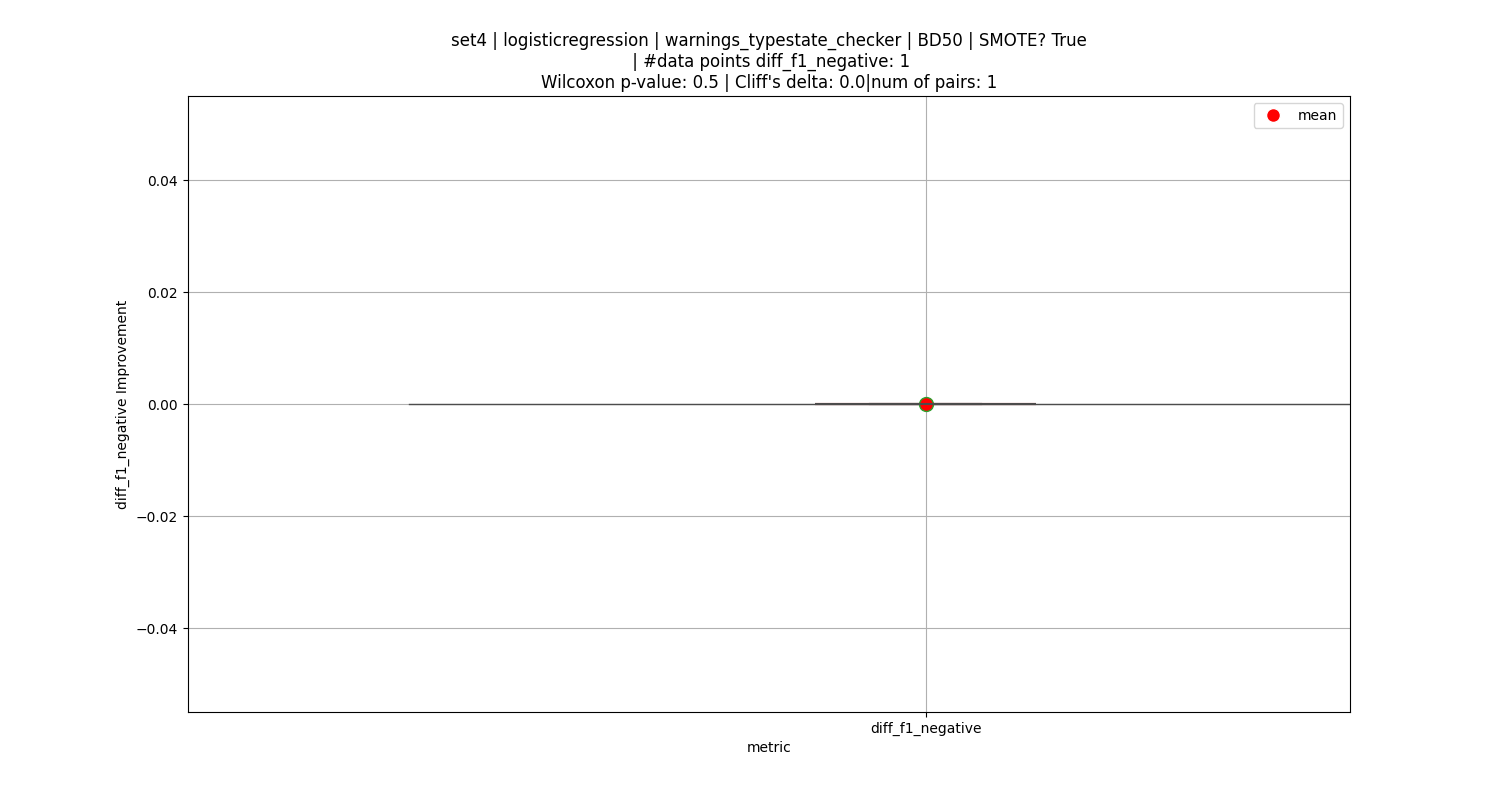 set4 | logisticregression | warnings_typestate_checker | BD50 | SMOTE? True
| #data points diff_f1_negative: 1
Wilcoxon p-value: 0.5 | Cliff's delta: 0.0|num of pairs: 1
mean
0.04
0.02
0.00
−0.02
−0.04
diff_f1_negative Improvement
diff_f1_negative
metric